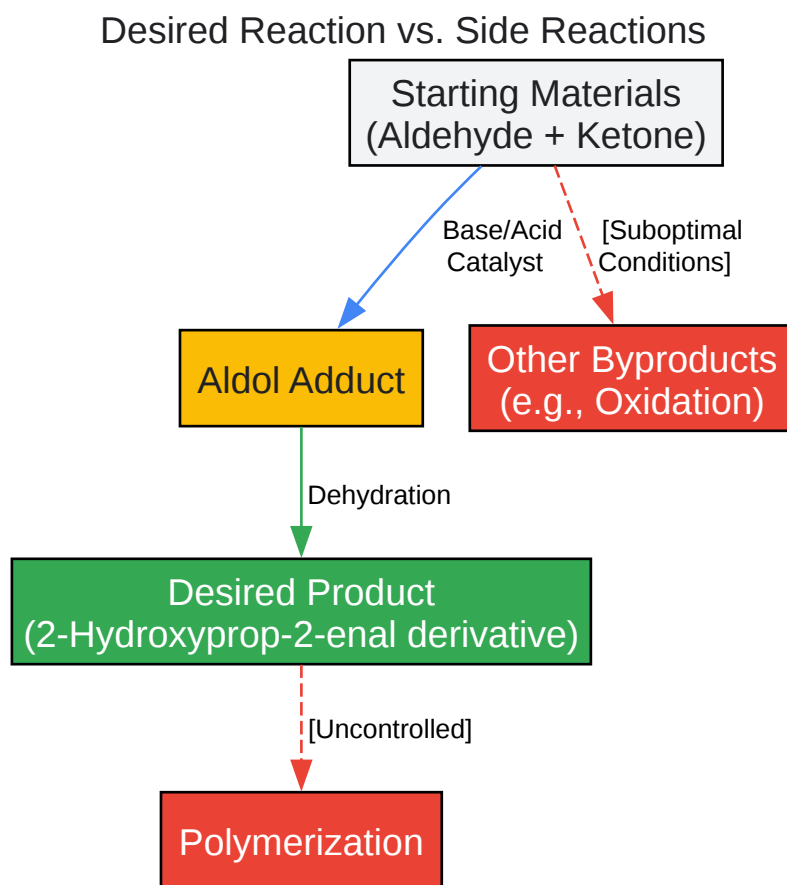 Desired Reaction vs. Side Reactions
Starting Materials
(Aldehyde + Ketone)
Base/Acid
Catalyst
[Suboptimal
Conditions]
Aldol Adduct
Other Byproducts
(e.g., Oxidation)
Dehydration
Desired Product
(2-Hydroxyprop-2-enal derivative)
[Uncontrolled]
Polymerization